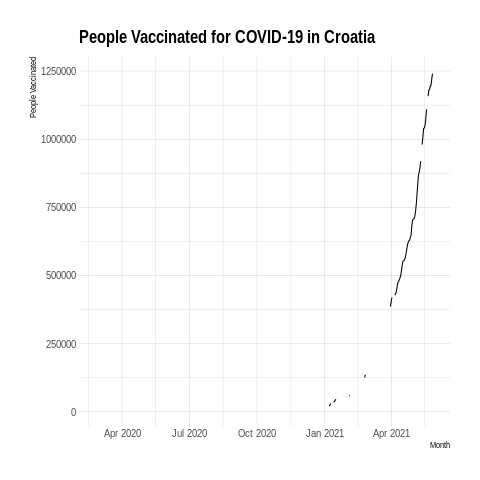 People Vaccinated for COVID-19 in Croatia
People Vaccinated
1250000
1000000
750000
500000
250000
0
Apr 2020 Jul 2020 Oct 2020 Jan 2021 Apr 2021
Month